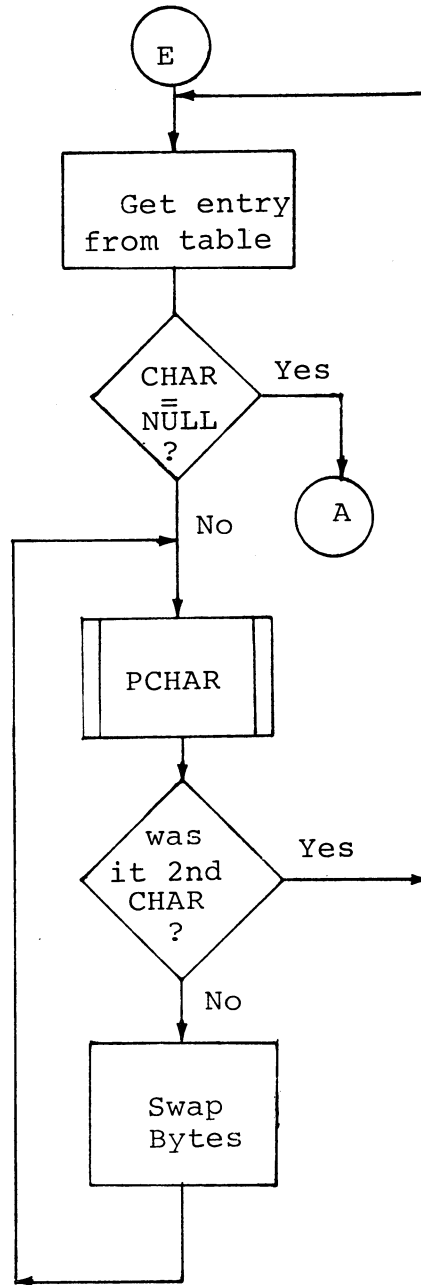 E
Get entry
from table
CHAR
=
NULL
?
Yes
A
No
PCHAR
was
it 2nd
CHAR
?
Yes
No
Swap
Bytes